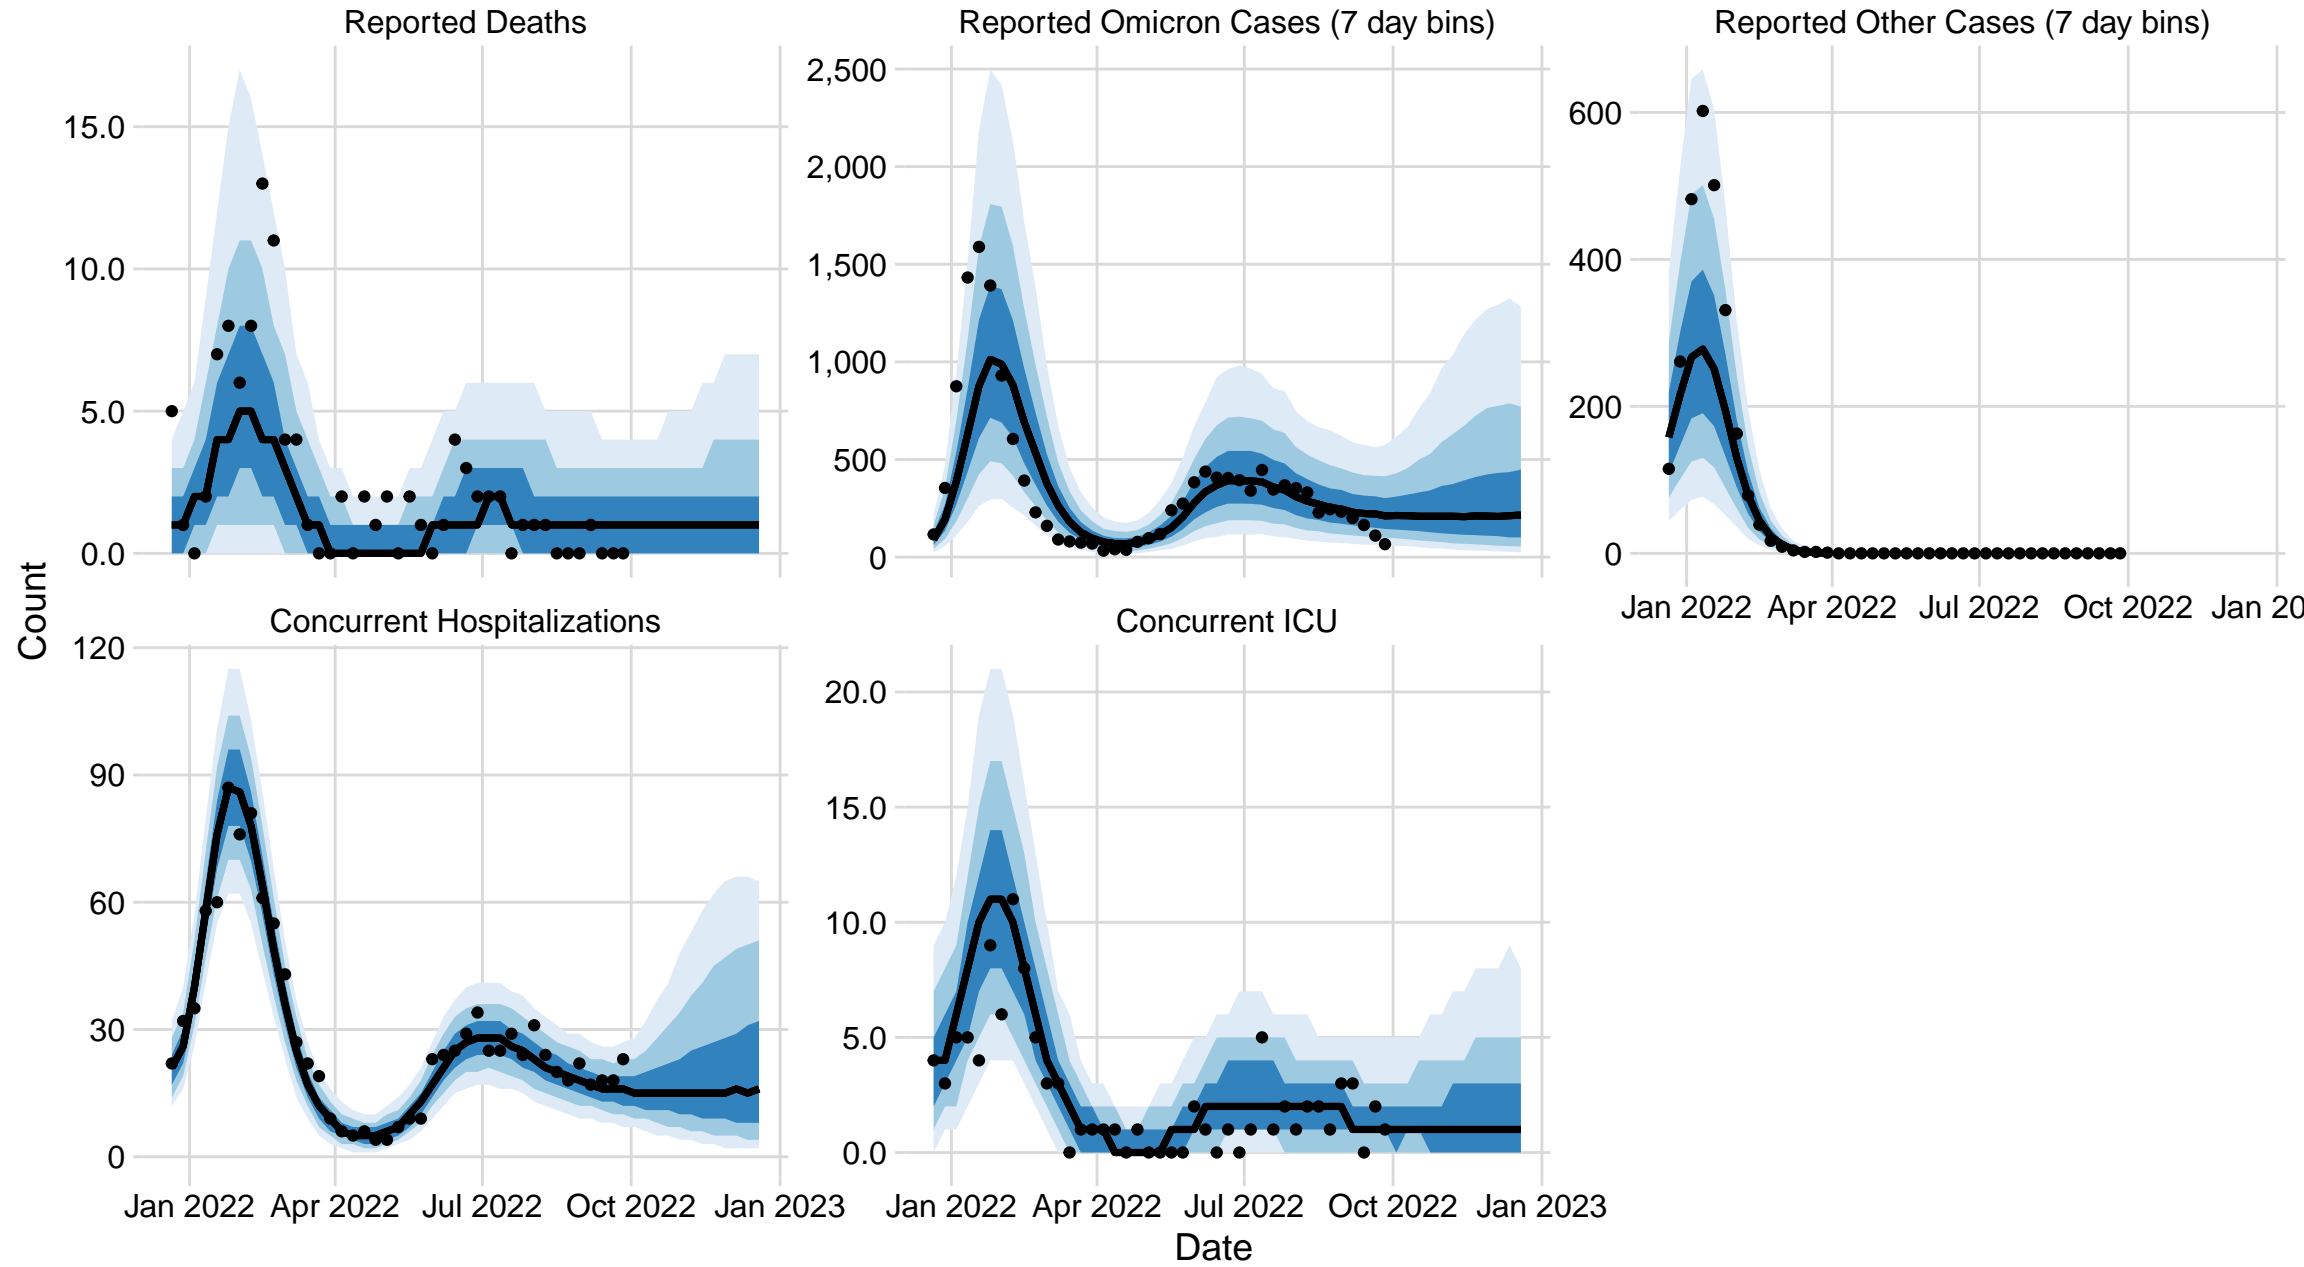 Reported Deaths
Reported Omicron Cases (7 day bins)
Reported Other Cases (7 day bins)
15.0
10.0
5.0
0.0
2,500
2,000
1,500
1,000
500
0
600
400
200
0
Jan 2022 Apr 2022 Jul 2022 Oct 2022 Jan 20
Count
Concurrent Hospitalizations
Concurrent ICU
120
90
60
30
0
20.0
15.0
10.0
5.0
0.0
Jan 2022 Apr 2022 Jul 2022 Oct 2022 Jan 2023
Jan 2022 Apr 2022 Jul 2022 Oct 2022 Jan 2023
Date